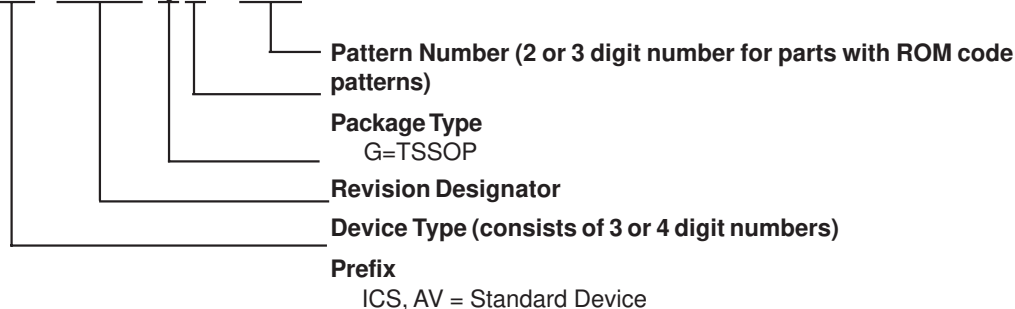 Pattern Number (2 or 3 digit number for parts with ROM code
patterns)
Package Type
G=TSSOP
Revision Designator
Device Type (consists of 3 or 4 digit numbers)
Prefix
ICS, AV = Standard Device